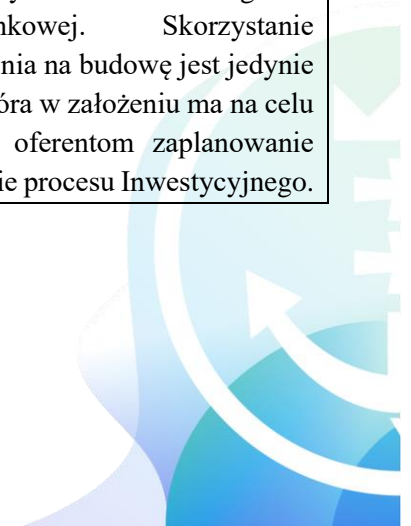 nkowej. Skorzystanie
nia na budowę jest jedynie
óra w założeniu ma na celu
oferentom zaplanowanie
ie procesu Inwestycyjnego.